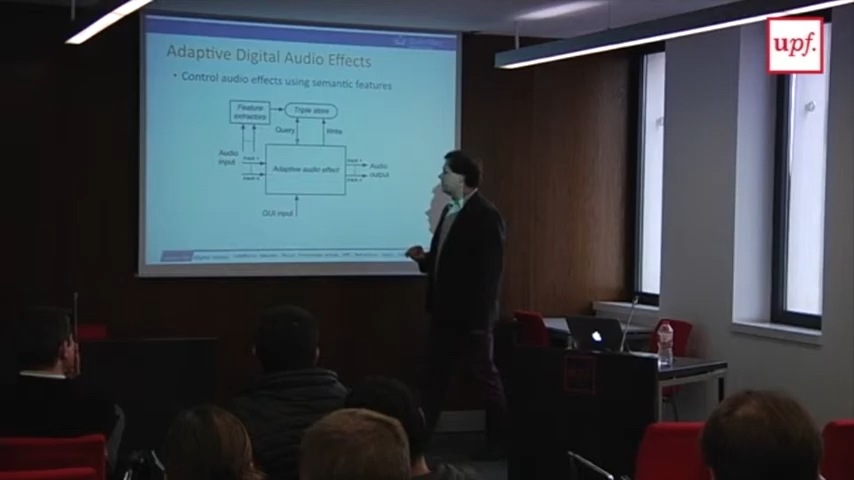 upf.
Adaptive Digital Audio Effects
• Control audio effects using semantic features
Feature
extractors
Triple store
Query
Write
Audio
input
Adaptive audio effect
Audio
output
GUI input